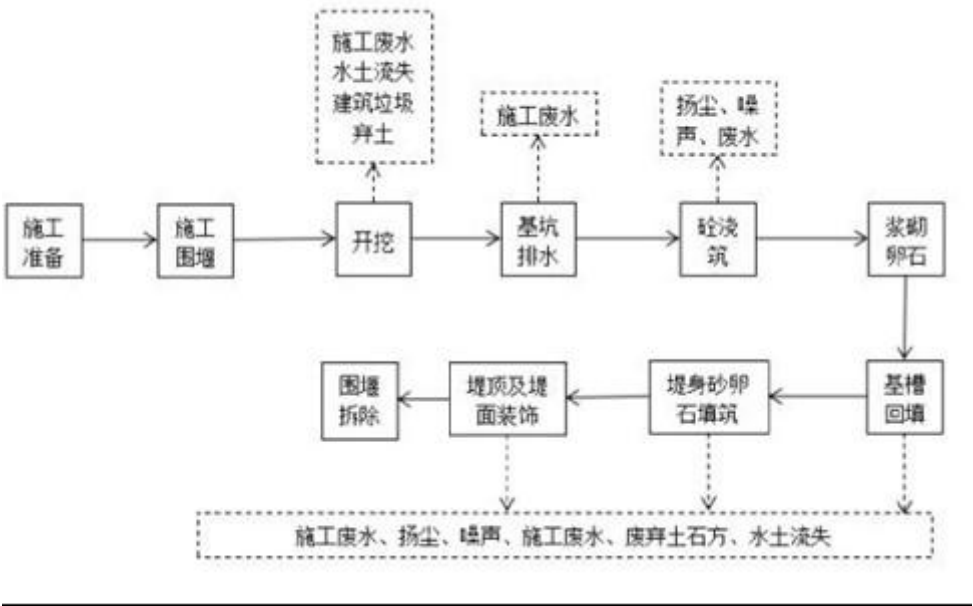 施工废水
水土流失
建筑垃圾
弃土
施工废水
扬尘、噪
声、废水
施工
准备
施工
围堰
开挖
基坑
排水
砼浇
筑
浆砌
卵石
围堰
拆除
堤顶及堤
面装饰
堤身砂卵
石填筑
基槽
回填
施工废水、扬尘、噪声、施工废水、废弃土石方、水土流失